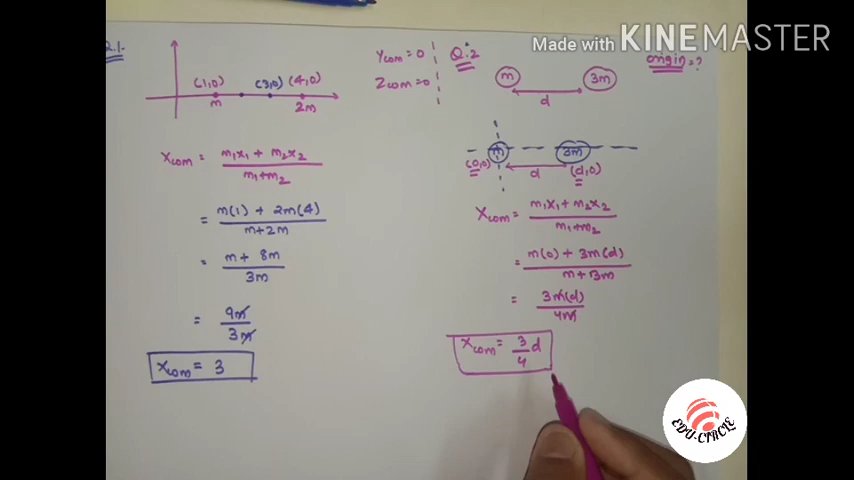 Q.1.
(1,0) (3,0) (4,0)
m 2m
Ycom = 0
Zcom = 0
Xcom = m₁x₁ + m₂x₂ / m₁+m₂
= m(1) + 2m(4) / m+2m
= m + 8m / 3m
= 9m / 3m
Xcom = 3
Q.2
Made with KINEMASTER
origin = ?
m 3m
d
m 3m
(0,0) d (d,0)
Xcom = m₁x₁ + m₂x₂ / m₁+m₂
= m(0) + 3m(d) / m+3m
= 3m(d) / 4m
Xcom = 3/4 d
EDU-CIRCLE